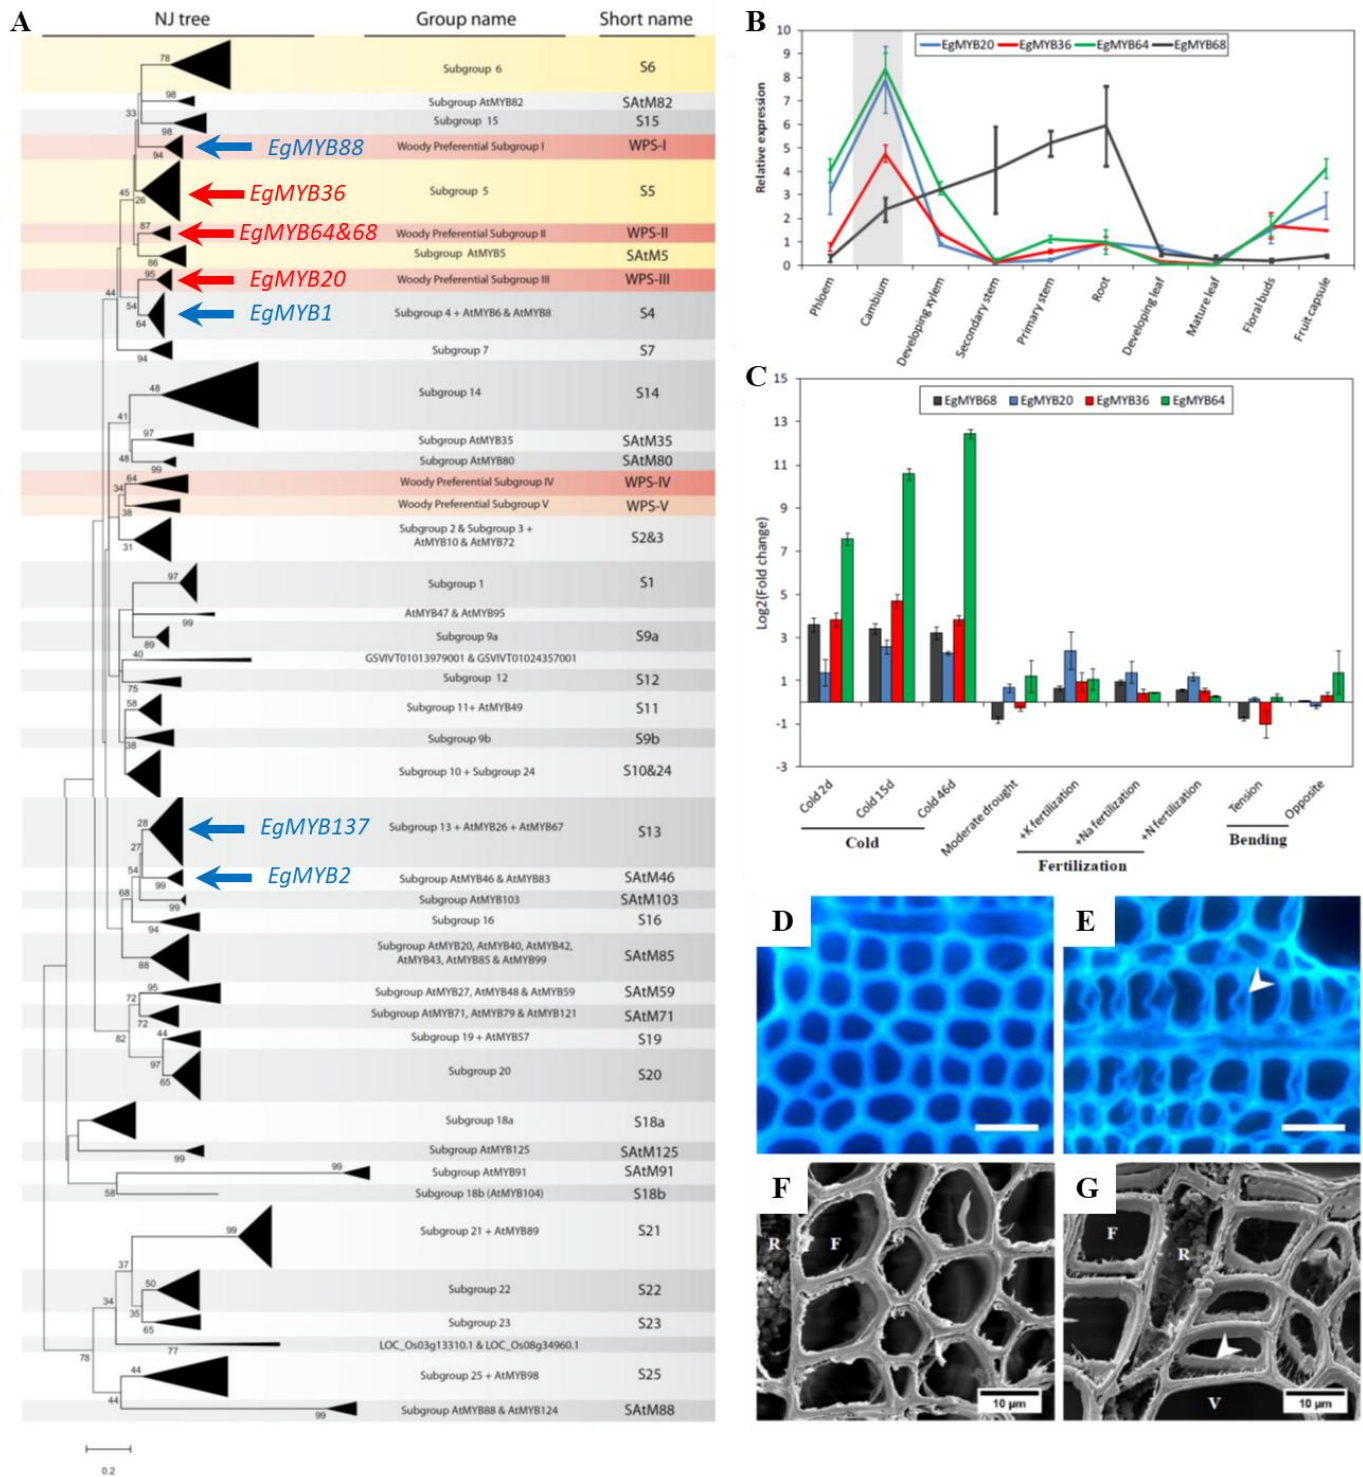 A
NJ tree Group name Short name
78 Subgroup 6 S6
98 Subgroup AtMYB82 SAtM82
33
98 Subgroup 15 S15
94 EgMYB88 Woody Preferential Subgroup I WPS-I
45 26 EgMYB36 Subgroup 5 S5
87 EgMYB64&68 Woody Preferential Subgroup II WPS-II
86 Subgroup AtMYB5 SAtM5
95 EgMYB20 Woody Preferential Subgroup III WPS-III
44 54 64 EgMYB1 Subgroup 4 + AtMYB6 & AtMYB8 S4
94 Subgroup 7 S7
48 Subgroup 14 S14
41
97 Subgroup AtMYB35 SAtM35
48 99 Subgroup AtMYB80 SAtM80
64 Woody Preferential Subgroup IV WPS-IV
34
38 Woody Preferential Subgroup V WPS-V
Subgroup 2 & Subgroup 3 +
AtMYB10 & AtMYB72 S2&3
31
97 Subgroup 1 S1
99 AtMYB47 & AtMYB95
89 Subgroup 9a S9a
40 GSVIVT01013979001 & GSVIVT01024357001
75 Subgroup 12 S12
58 Subgroup 11+ AtMYB49 S11
38 Subgroup 9b S9b
Subgroup 10 + Subgroup 24 S10&24
28 EgMYB137 Subgroup 13 + AtMYB26 + AtMYB67 S13
27
54 99 EgMYB2 Subgroup AtMYB46 & AtMYB83 SAtM46
68 99 Subgroup AtMYB103 SAtM103
94 Subgroup 16 S16
Subgroup AtMYB20, AtMYB40, AtMYB42,
AtMYB43, AtMYB85 & AtMYB99 SAtM85
88
95 Subgroup AtMYB27, AtMYB48 & AtMYB59 SAtM59
72
72 Subgroup AtMYB71, AtMYB79 & AtMYB121 SAtM71
82 44 Subgroup 19 + AtMYB57 S19
97 65 Subgroup 20 S20
Subgroup 18a S18a
99 Subgroup AtMYB125 SAtM125
99 Subgroup AtMYB91 SAtM91
58 Subgroup 18b (AtMYB104) S18b
99 Subgroup 21 + AtMYB89 S21
37
50 Subgroup 22 S22
34 35
65 Subgroup 23 S23
77 LOC_Os03g13310.1 & LOC_Os08g34960.1
78
44 Subgroup 25 + AtMYB98 S25
44
99 Subgroup AtMYB88 & AtMYB124 SAtM88
0.2
B
EgMYB20 EgMYB36 EgMYB64 EgMYB68
Relative expression
10
9
8
7
6
5
4
3
2
1
0
Phloem
Cambium
Developing xylem
Secondary stem
Primary stem
Root
Developing leaf
Mature leaf
Floral buds
Fruit capsule
C
EgMYB68 EgMYB20 EgMYB36 EgMYB64
Log2(Fold change)
15
13
11
9
7
5
3
1
-1
-3
Cold 2d
Cold 15d
Cold 46d
Moderate drought
+K fertilization
+Na fertilization
+N fertilization
Tension
Opposite
Cold
Fertilization
Bending
D
E
F
R F
10 µm
G
F R
V
10 µm